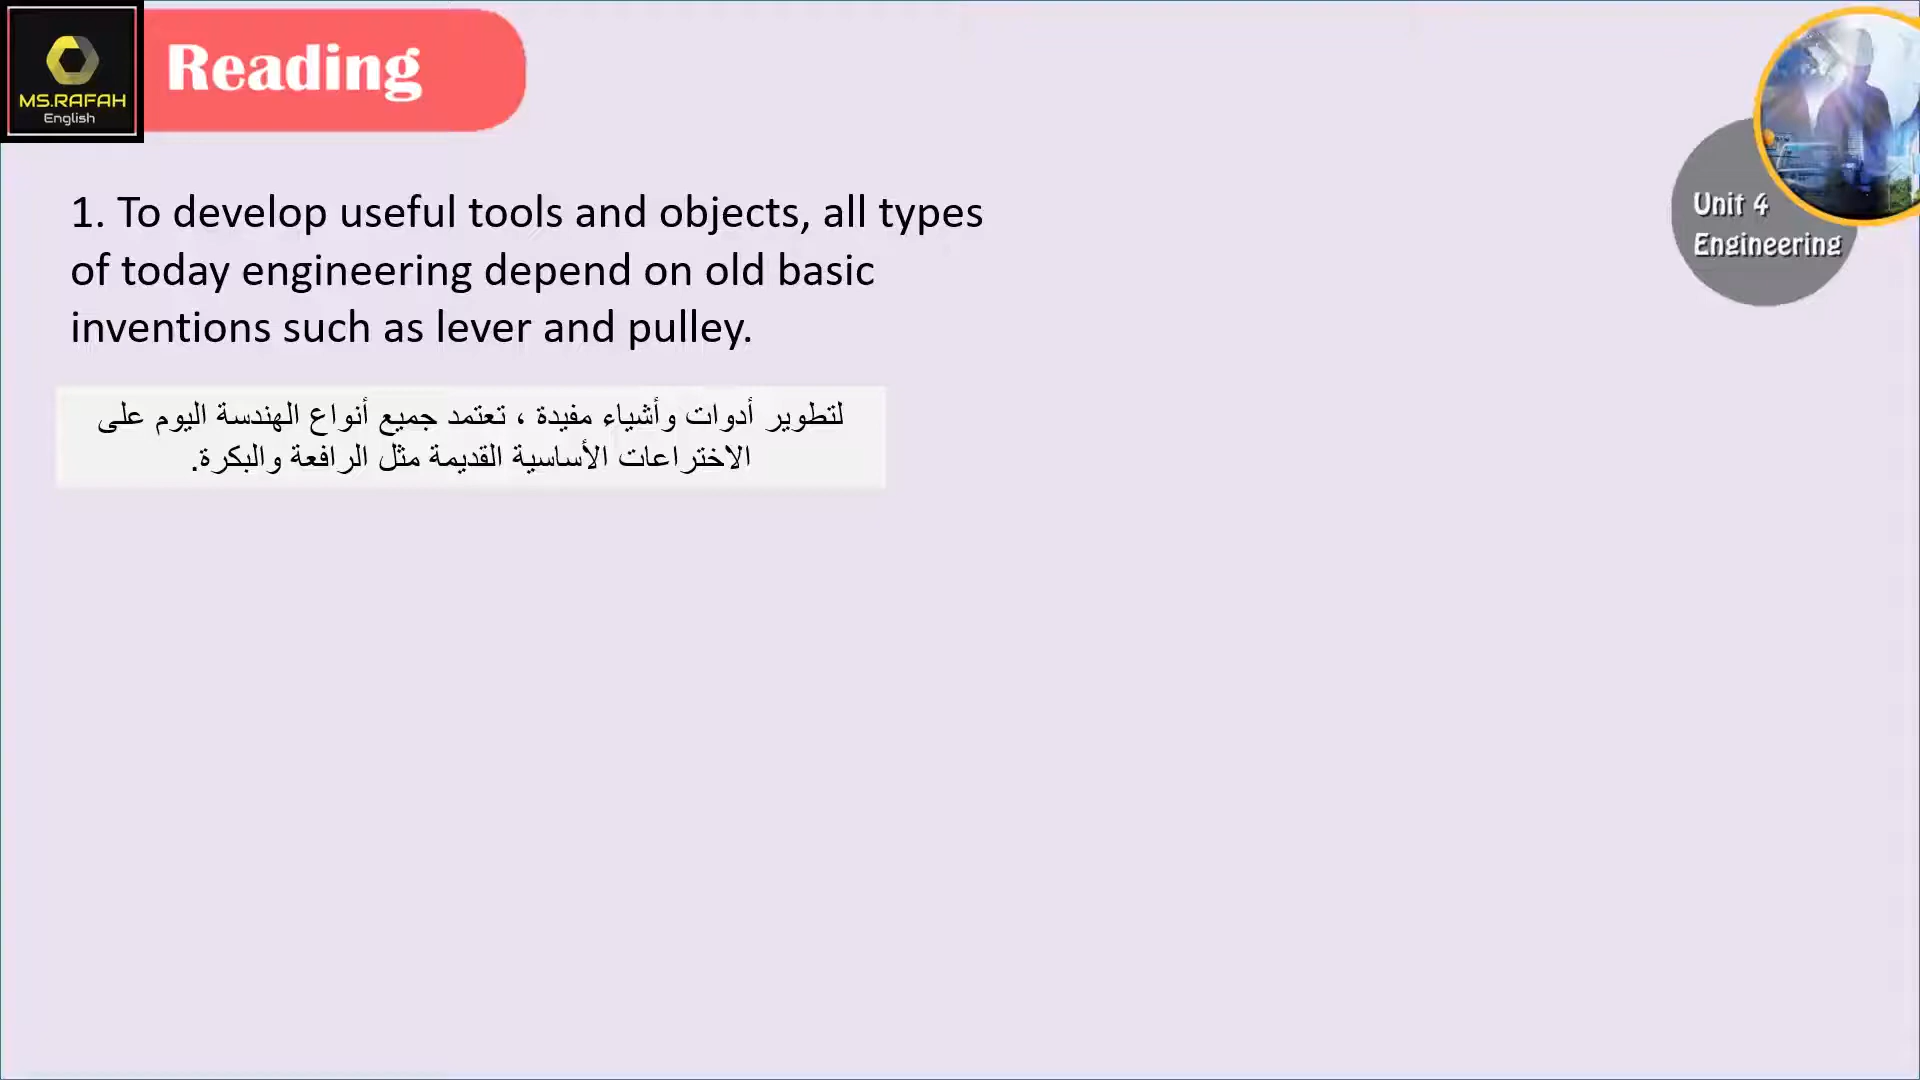 MS.RAFAH
English
Reading
Unit 4
Engineering
1. To develop useful tools and objects, all types
of today engineering depend on old basic
inventions such as lever and pulley.
لتطوير أدوات وأشياء مفيدة ، تعتمد جميع أنواع الهندسة اليوم على
الاختراعات الأساسية القديمة مثل الرافعة والبكرة.